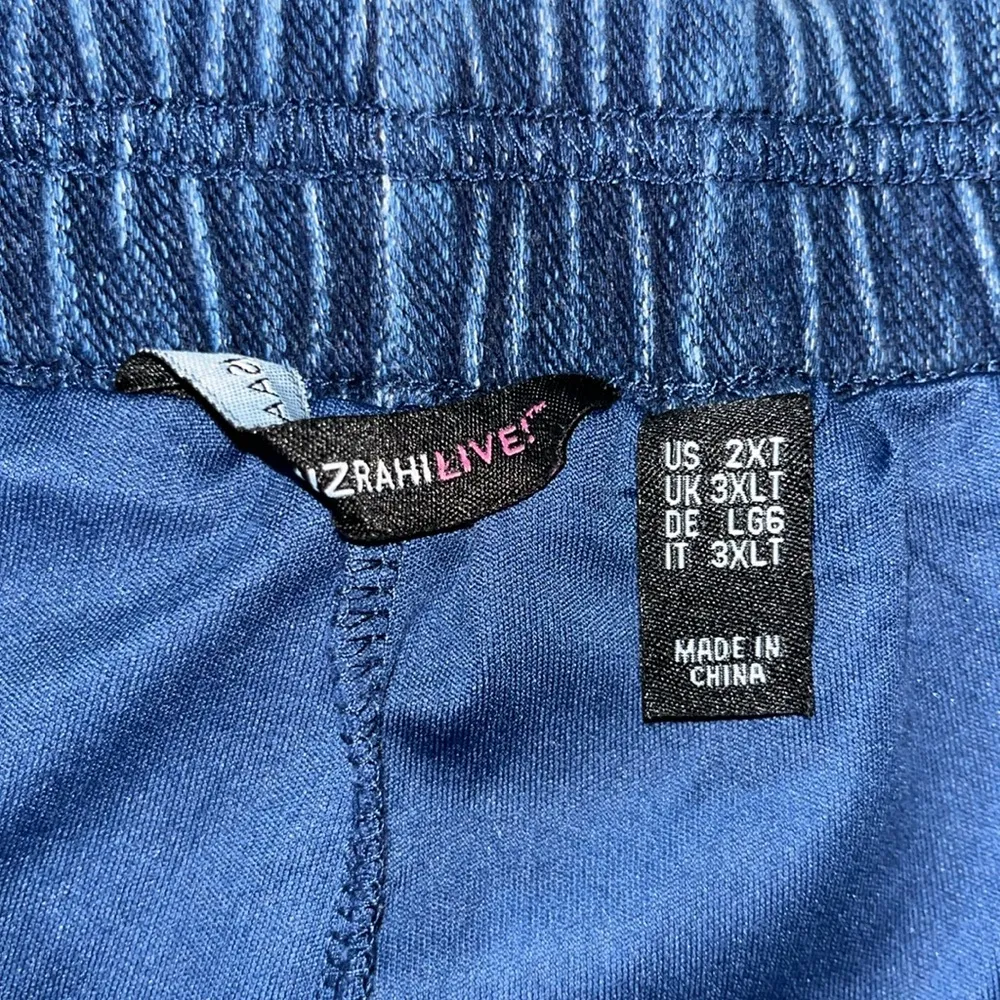 IZRAHILIVE!
US 2XT
UK 3XLT
DE LG6
IT 3XLT
MADE IN
CHINA